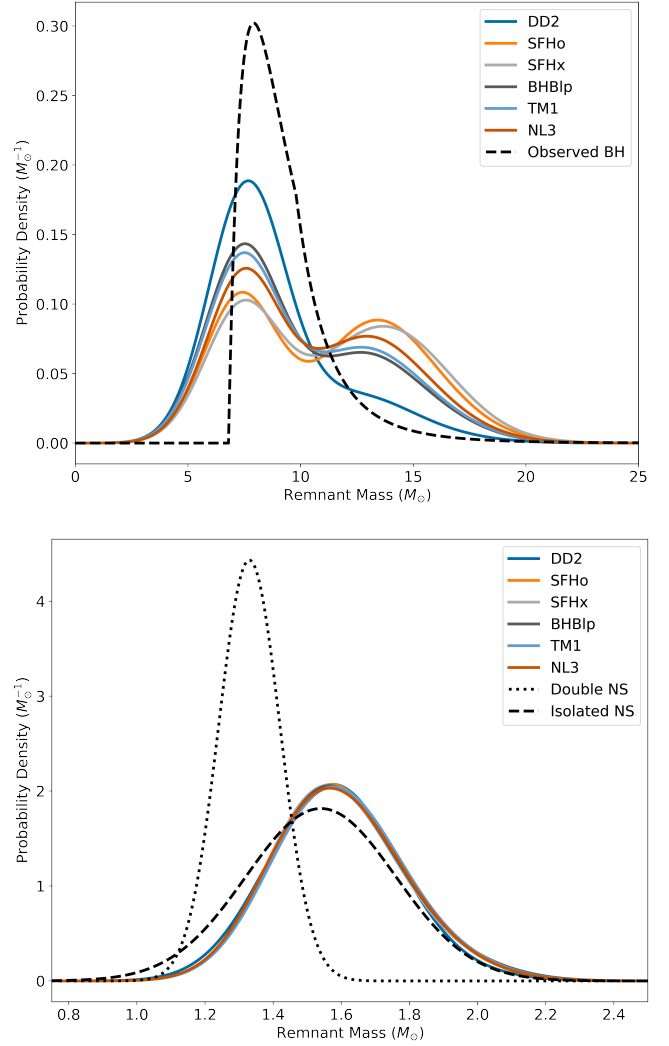 0.30
0.25
0.20
0.15
0.10
0.05
0.00
Probability Density (M⊙⁻¹)
DD2
SFHo
SFHx
BHBlp
TM1
NL3
Observed BH
0 5 10 15 20 25
Remnant Mass (M⊙)
4
3
2
1
0
Probability Density (M⊙⁻¹)
DD2
SFHo
SFHx
BHBlp
TM1
NL3
Double NS
Isolated NS
0.8 1.0 1.2 1.4 1.6 1.8 2.0 2.2 2.4
Remnant Mass (M⊙)